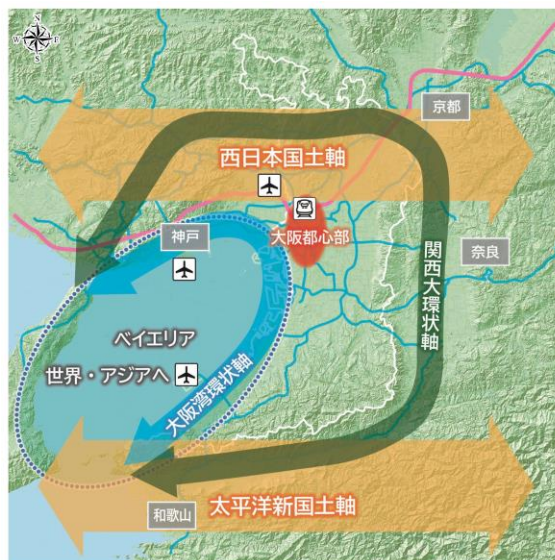 N
W
E
S
京都
西日本国土軸
大阪都心部
神戸
奈良
関西大環状軸
ベイエリア
世界・アジアへ
大阪湾環状軸
太平洋新国土軸
和歌山